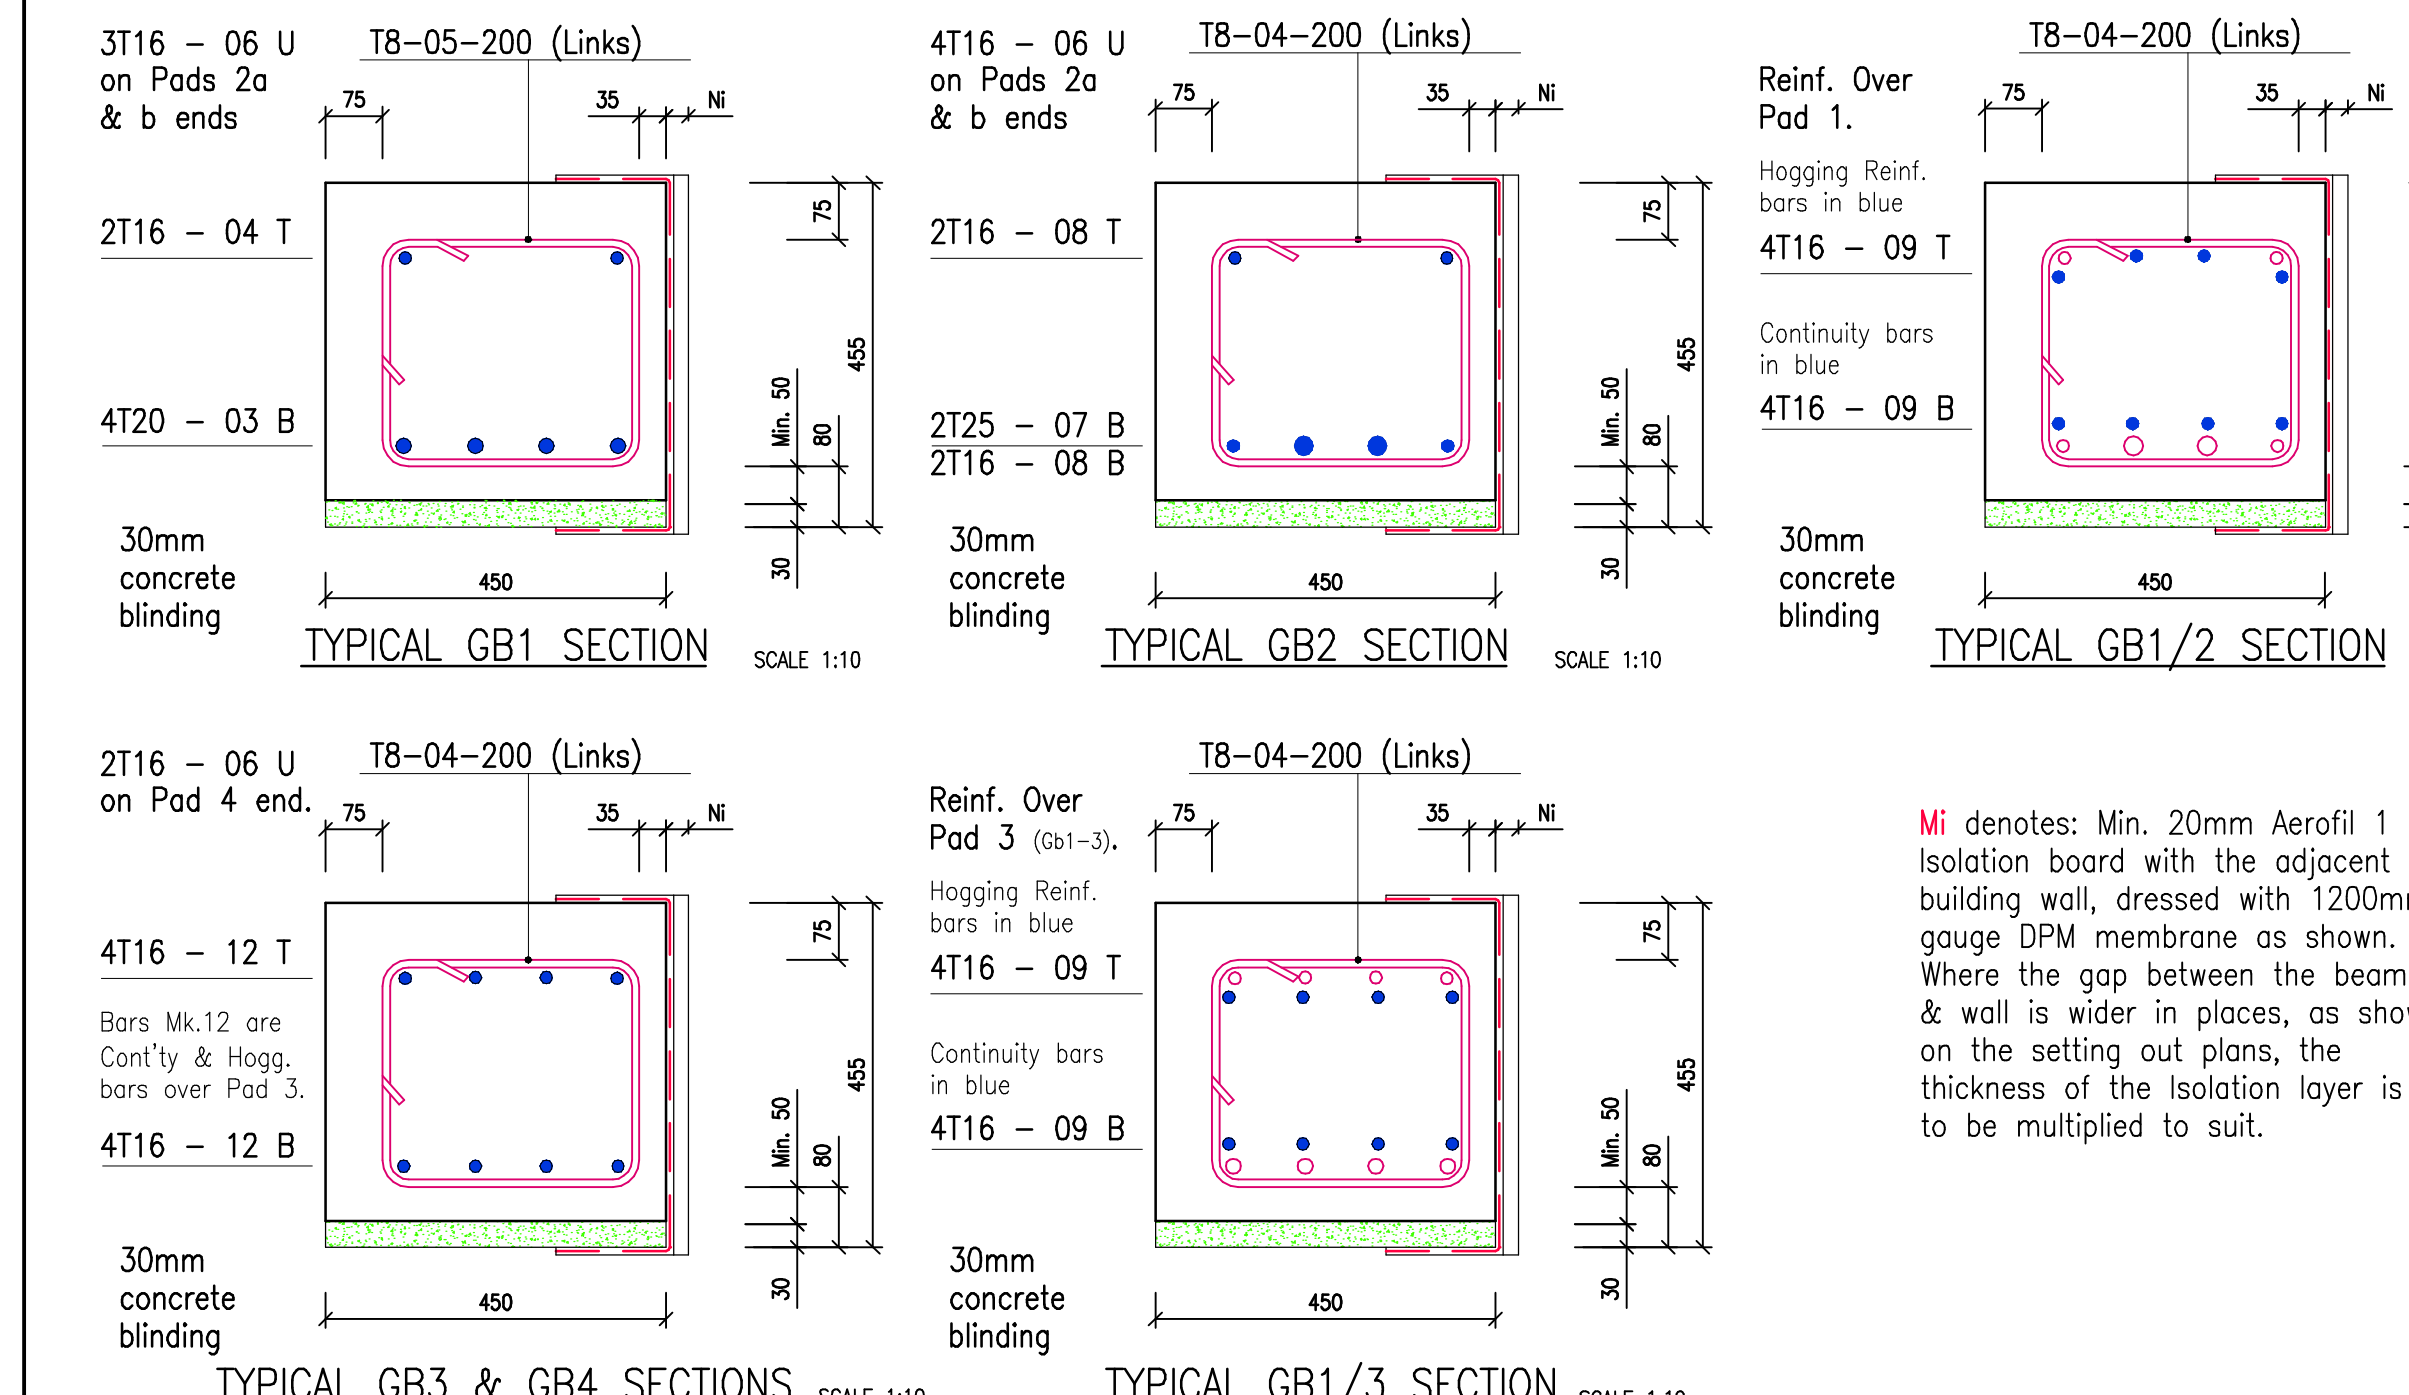 3T16 - 06 U
on Pads 2a
& b ends
T8-05-200 (Links)
75
35
Ni
2T16 - 04 T
4T20 - 03 B
75
455
Min. 50
80
30
30mm
concrete
blinding
450
TYPICAL GB1 SECTION
SCALE 1:10
4T16 - 06 U
on Pads 2a
& b ends
T8-04-200 (Links)
75
35
Ni
2T16 - 08 T
2T25 - 07 B
2T16 - 08 B
75
455
Min. 50
80
30
30mm
concrete
blinding
450
TYPICAL GB2 SECTION
SCALE 1:10
T8-04-200 (Links)
Reinf. Over
Pad 1.
75
35
Ni
Hogging Reinf.
bars in blue
4T16 - 09 T
Continuity bars
in blue
4T16 - 09 B
30mm
concrete
blinding
450
TYPICAL GB1/2 SECTION
2T16 - 06 U
on Pad 4 end.
T8-04-200 (Links)
75
35
Ni
4T16 - 12 T
Bars Mk.12 are
Cont'ty & Hogg.
bars over Pad 3.
4T16 - 12 B
75
455
Min. 50
80
30
30mm
concrete
blinding
450
TYPICAL GB3 & GB4 SECTIONS
SCALE 1:10
T8-04-200 (Links)
Reinf. Over
Pad 3 (Gb1-3).
75
35
Ni
Hogging Reinf.
bars in blue
4T16 - 09 T
Continuity bars
in blue
4T16 - 09 B
75
455
Min. 50
80
30
30mm
concrete
blinding
450
TYPICAL GB1/3 SECTION
SCALE 1:10
Mi denotes: Min. 20mm Aerofil 1
Isolation board with the adjacent
building wall, dressed with 1200m
gauge DPM membrane as shown.
Where the gap between the beam
& wall is wider in places, as sho
on the setting out plans, the
thickness of the Isolation layer is
to be multiplied to suit.